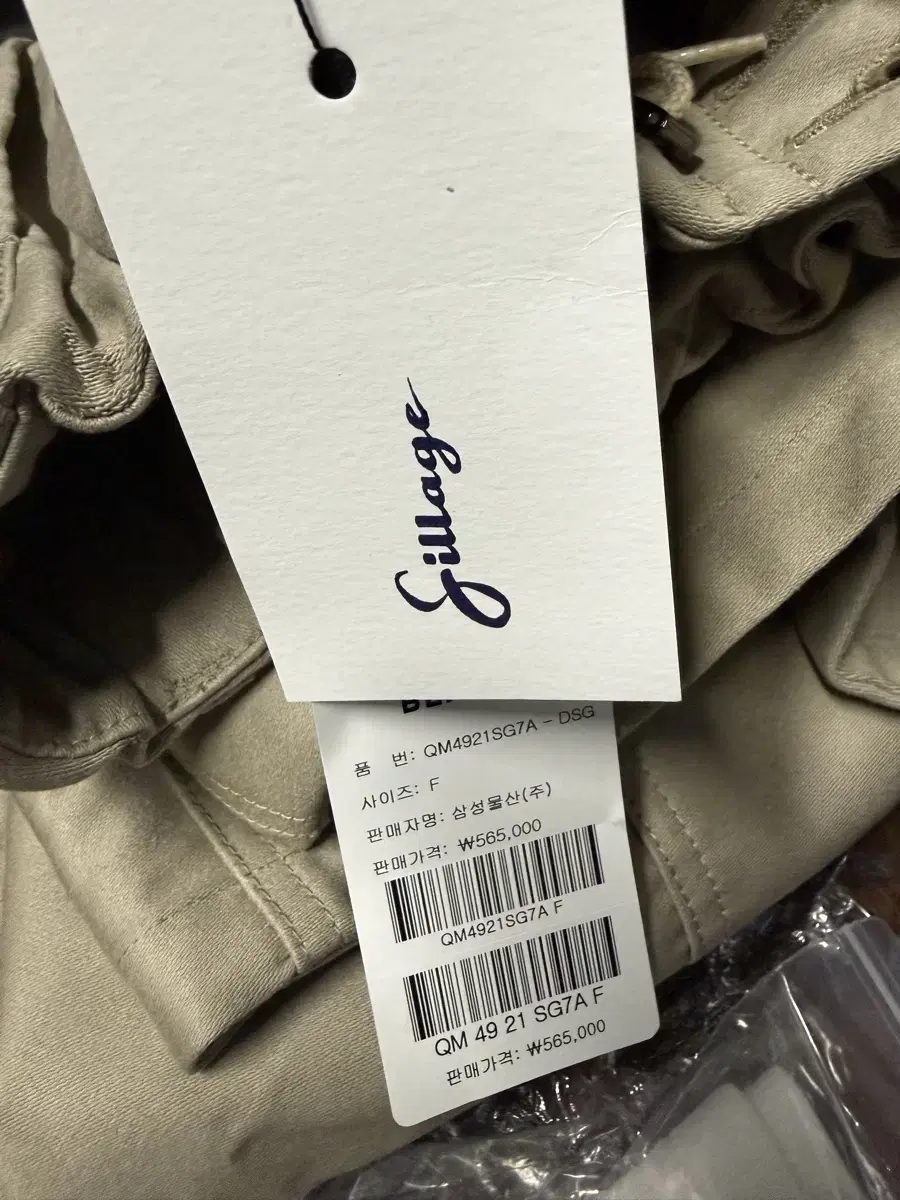 Sillage
품 번: QM4921SG7A - DSG
사이즈: F
판매자명: 삼성물산(주)
판매가격: ₩565,000
QM4921SG7A F
QM 49 21 SG7A F
판매가격: ₩565,000